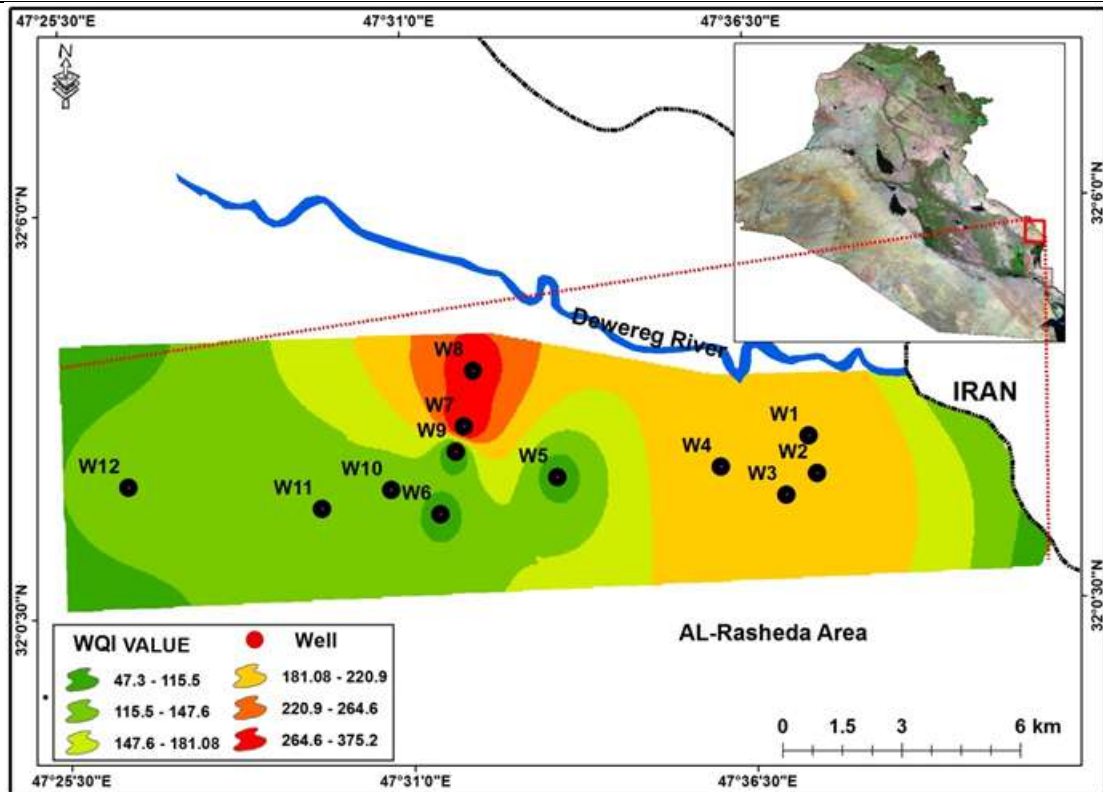 47°25'30"E
47°31'0"E
47°36'30"E
N
32°6'0"N
32°6'0"N
Dewereg River
IRAN
W8
W7
W9
W1
W2
W4
W3
W5
W12
W10
W6
W11
32°0'30"N
32°0'30"N
AL-Rasheda Area
WQI VALUE
Well
47.3 - 115.5
181.08 - 220.9
115.5 - 147.6
220.9 - 264.6
147.6 - 181.08
264.6 - 375.2
0 1.5 3 6 km
47°25'30"E
47°31'0"E
47°36'30"E